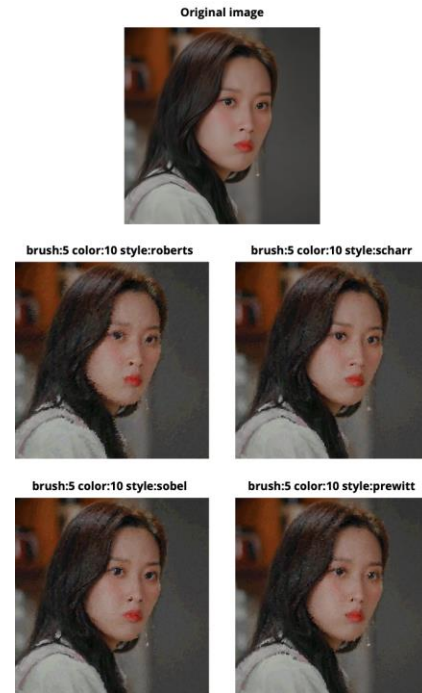 Original image
brush:5 color:10 style:roberts
brush:5 color:10 style:scharr
brush:5 color:10 style:sobel
brush:5 color:10 style:prewitt